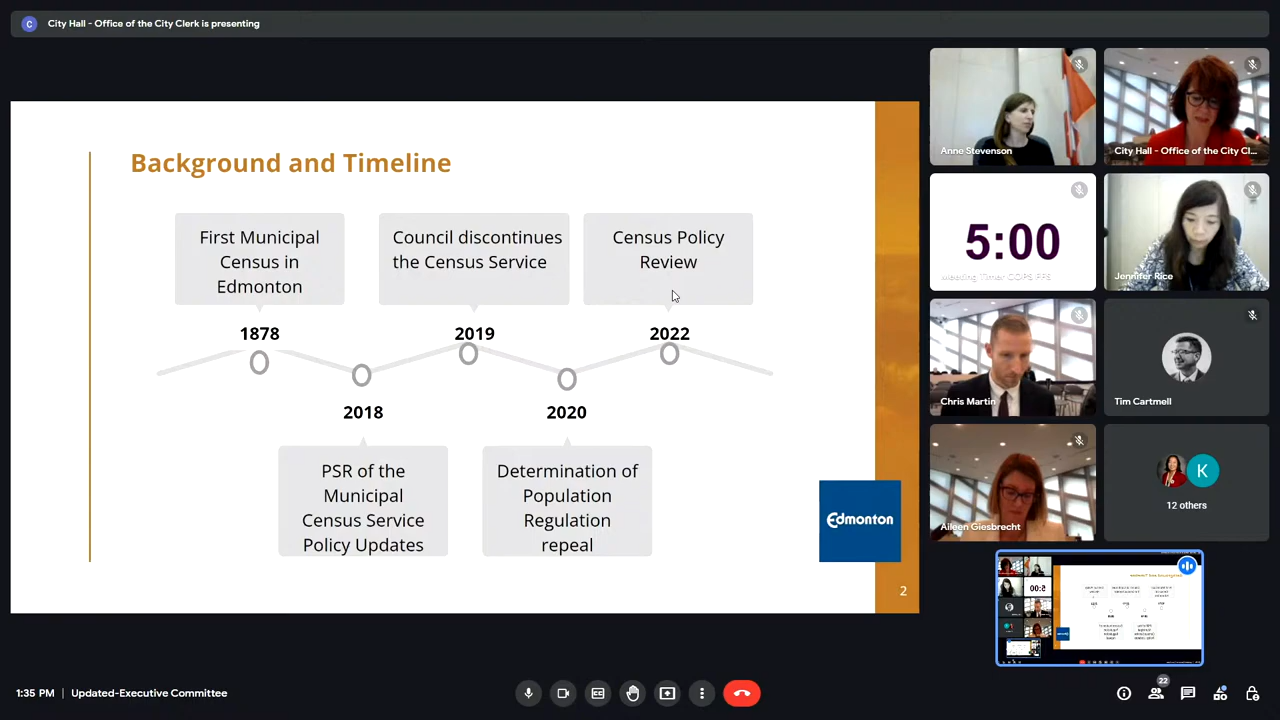 C
City Hall - Office of the City Clerk is presenting
Background and Timeline
First Municipal
Census in
Edmonton
Council discontinues
the Census Service
Census Policy
Review
1878
2019
2022
2018
2020
PSR of the
Municipal
Census Service
Policy Updates
Determination of
Population
Regulation
repeal
Edmonton
2
Anne Stevenson
City Hall - Office of the City Cl...
5:00
Jennifer Rice
Chris Martin
Tim Cartmell
Aileen Giesbrecht
K
12 others
5:00
1:35 PM | Updated-Executive Committee
22